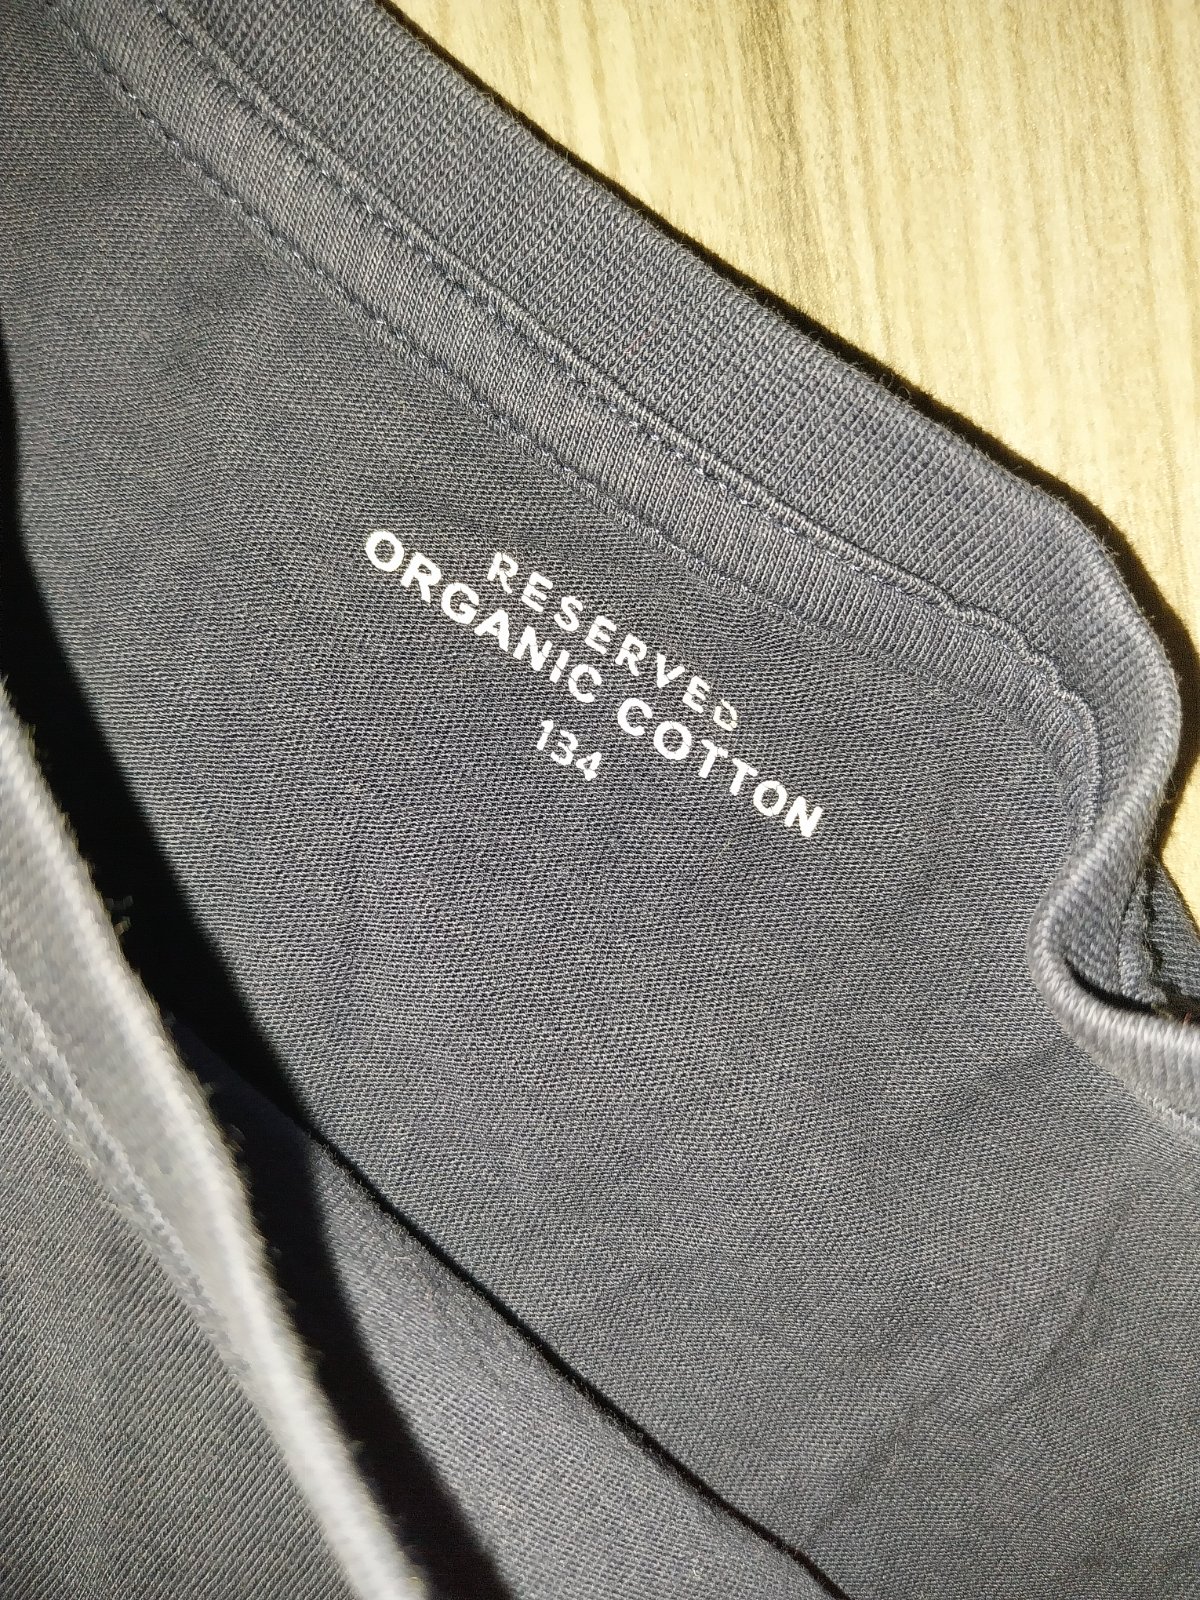 RESERVED
ORGANIC COTTON
134